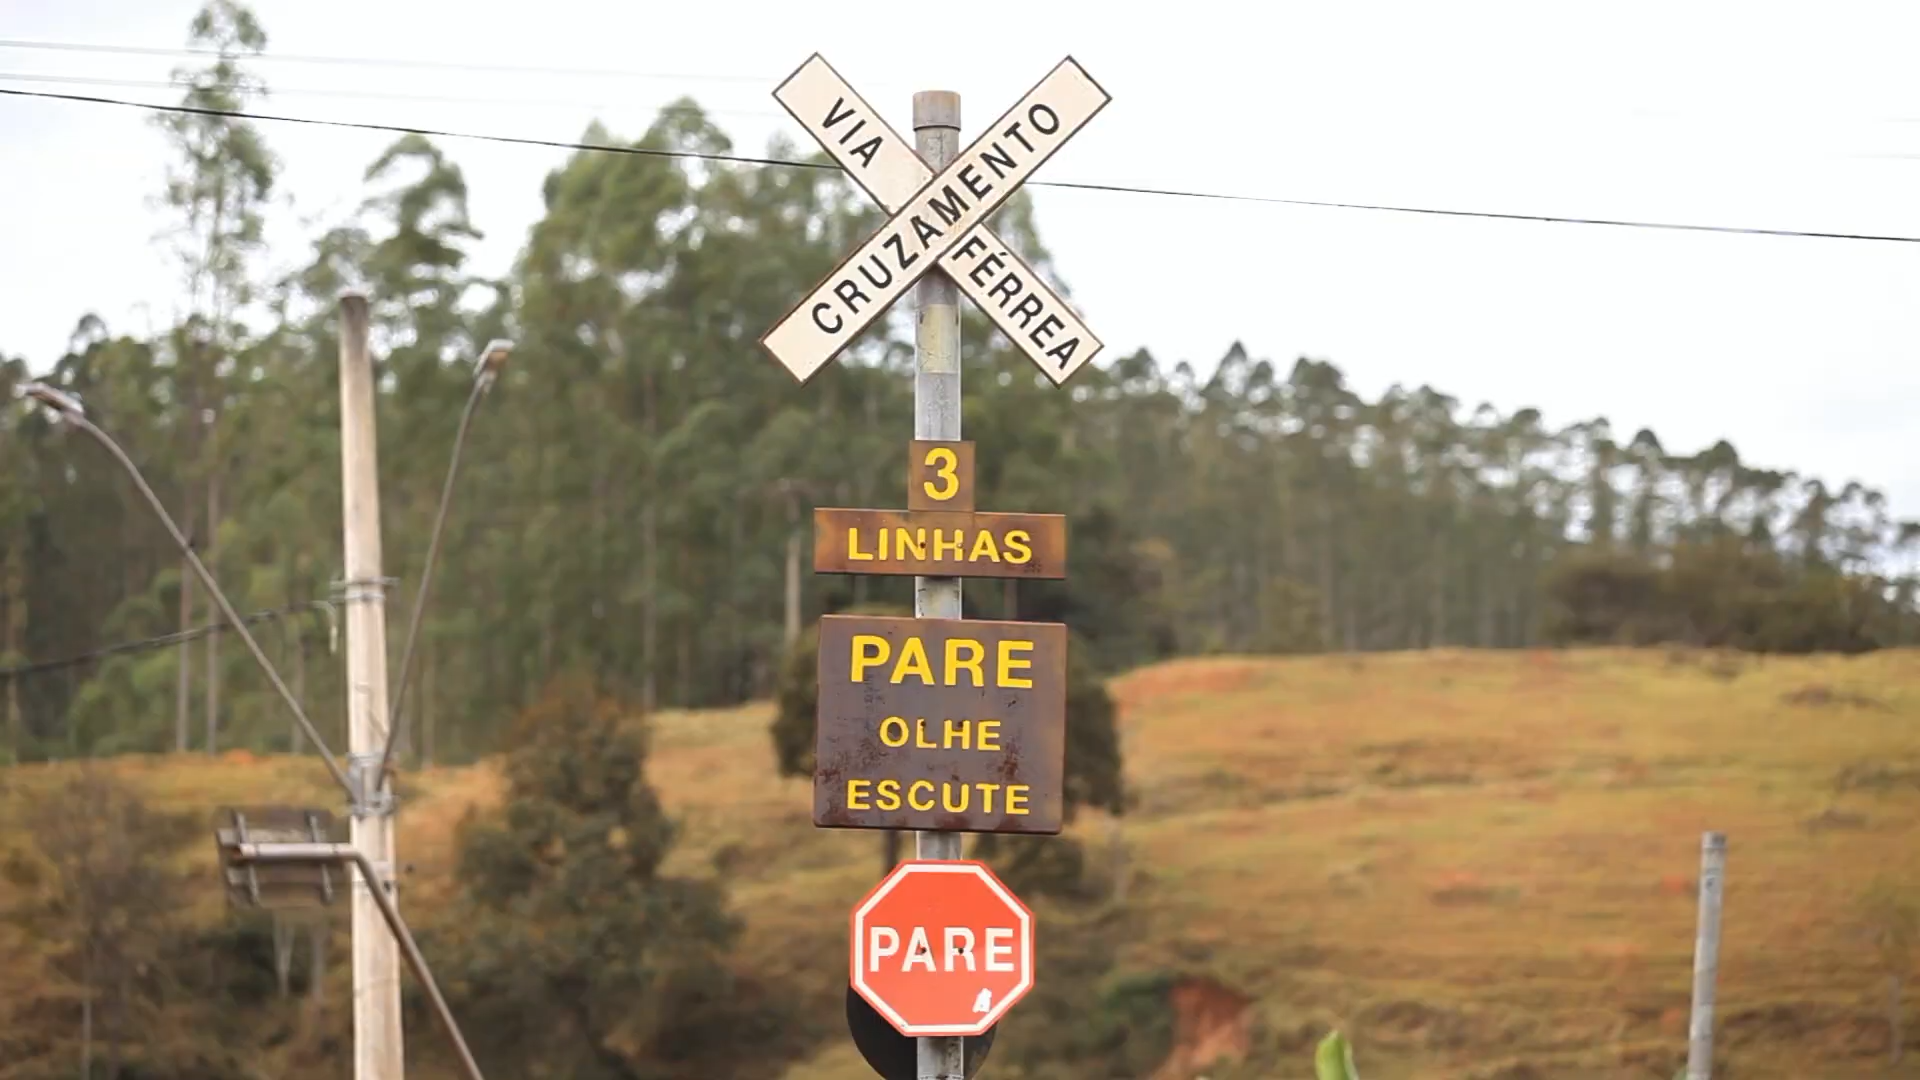 CRUZAMENTO
VIA FÉRREA
3
LINHAS
PARE
OLHE
ESCUTE
PARE